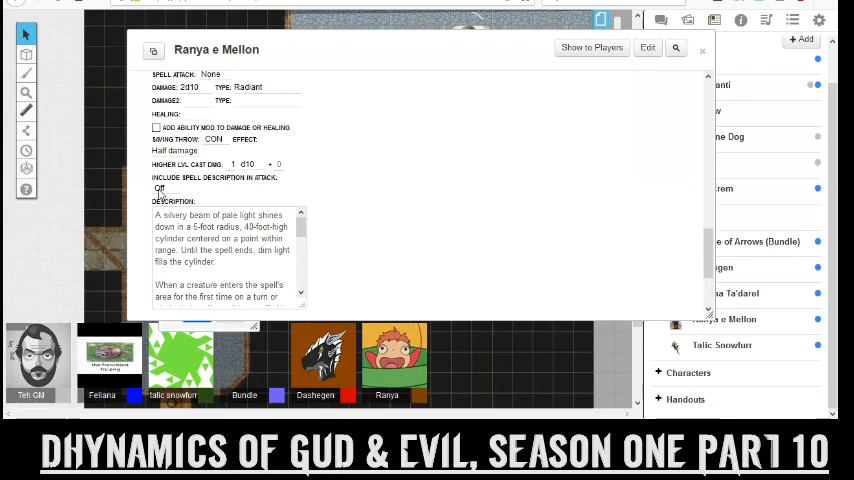 Ranya e Mellon
Show to Players
Edit
SPELL ATTACK: None
DAMAGE: 2d10 TYPE: Radiant
DAMAGE2: TYPE:
HEALING:
ADD ABILITY MOD TO DAMAGE OR HEALING
SAVING THROW: CON EFFECT:
Half damage
HIGHER LVL CAST DMG: 1 d10 + 0
INCLUDE SPELL DESCRIPTION IN ATTACK:
Off
DESCRIPTION:
A silvery beam of pale light shines
down in a 5-foot radius, 40-foot-high
cylinder centered on a point within
range. Until the spell ends, dim light
fills the cylinder.
When a creature enters the spell's
area for the first time on a turn or
+ Add
anti
w
ne Dog
rem
e of Arrows (Bundle)
gen
na Ta'darel
Ranya e Mellon
Talic Snowfurr
Characters
Handouts
the frenchiest
fry.png
Teh GM
Feliana
talic snowfurr
Bundle
Dashegen
Ranya
DHYNAMICS OF GUD & EVIL, SEASON ONE PART 10